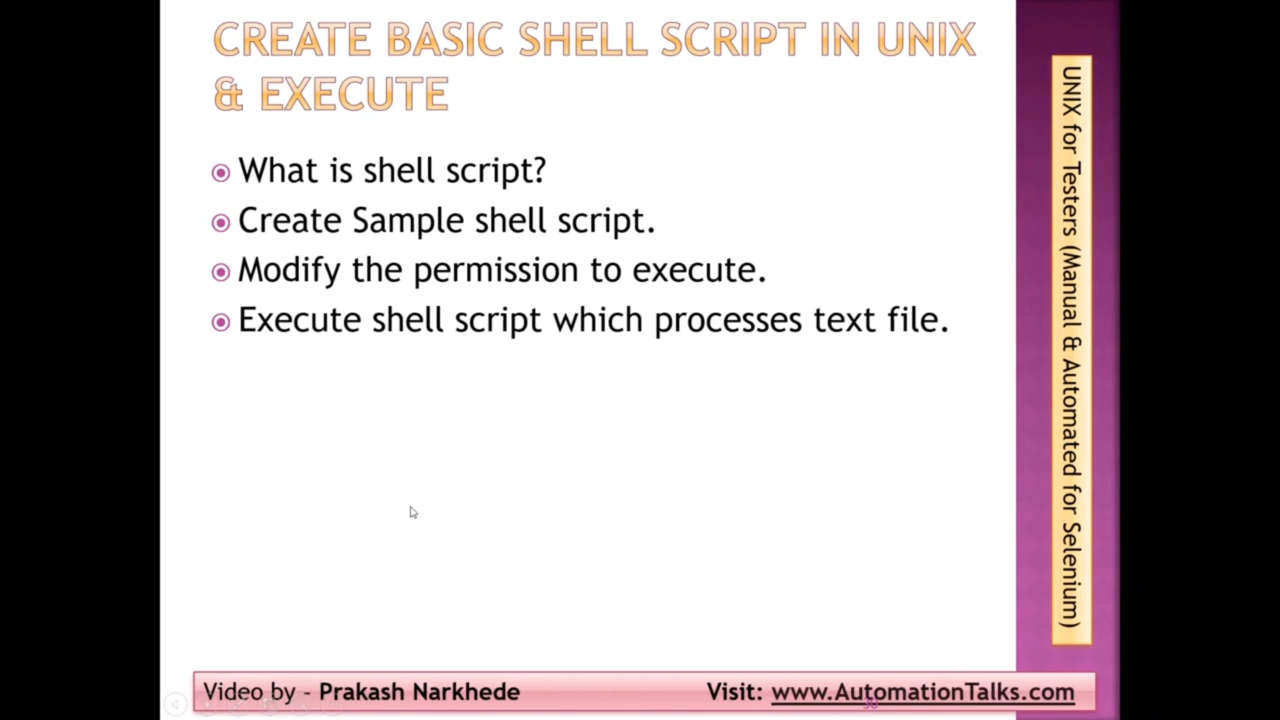 CREATE BASIC SHELL SCRIPT IN UNIX
& EXECUTE
What is shell script?
Create Sample shell script.
Modify the permission to execute.
Execute shell script which processes text file.
UNIX for Testers (Manual & Automated for Selenium)
Video by - Prakash Narkhede
Visit: www.AutomationTalks.com